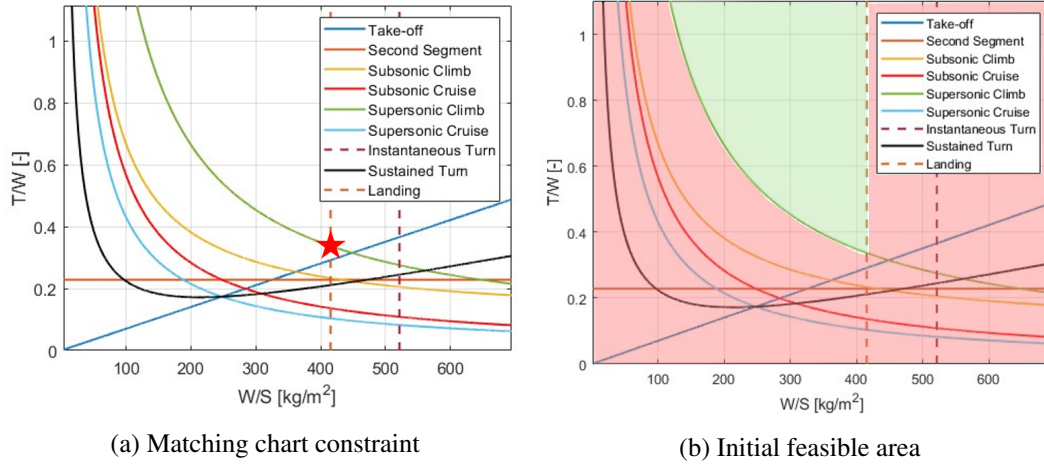 1
0.8
0.6
0.4
0.2
0
T/W [-]
100 200 300 400 500 600
W/S [kg/m²]
Take-off
Second Segment
Subsonic Climb
Subsonic Cruise
Supersonic Climb
Supersonic Cruise
Instantaneous Turn
Sustained Turn
Landing
(a) Matching chart constraint
1
0.8
0.6
0.4
0.2
0
T/W [-]
100 200 300 400 500 600
W/S [kg/m²]
Take-off
Second Segment
Subsonic Climb
Subsonic Cruise
Supersonic Climb
Supersonic Cruise
Instantaneous Turn
Sustained Turn
Landing
(b) Initial feasible area